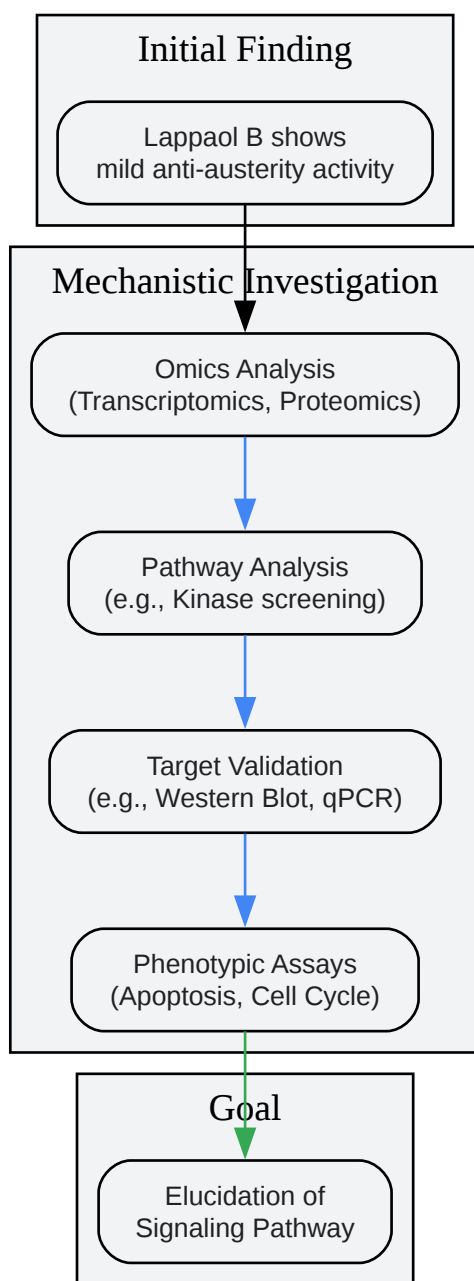 Initial Finding
Lappaol B shows
mild anti-austerity activity
Mechanistic Investigation
Omics Analysis
(Transcriptomics, Proteomics)
Pathway Analysis
(e.g., Kinase screening)
Target Validation
(e.g., Western Blot, qPCR)
Phenotypic Assays
(Apoptosis, Cell Cycle)
Goal
Elucidation of
Signaling Pathway